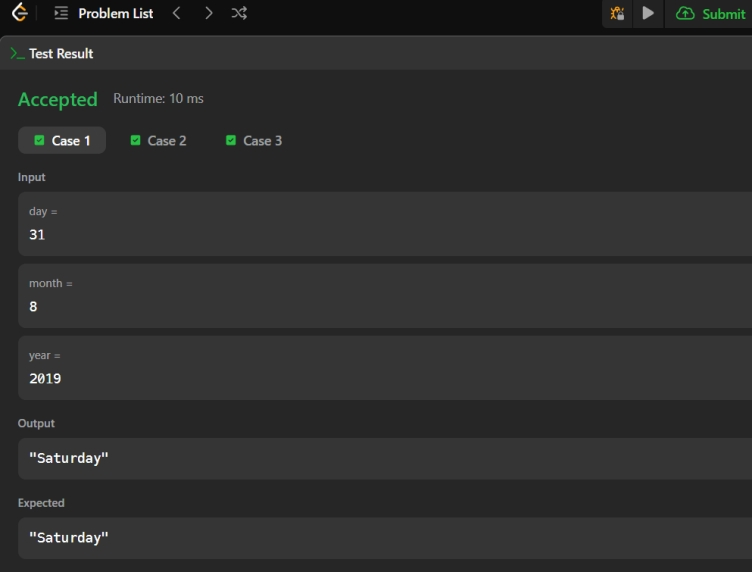 Problem List
Submit
Test Result
Accepted Runtime: 10 ms
Case 1 Case 2 Case 3
Input
day =
31
month =
8
year =
2019
Output
"Saturday"
Expected
"Saturday"